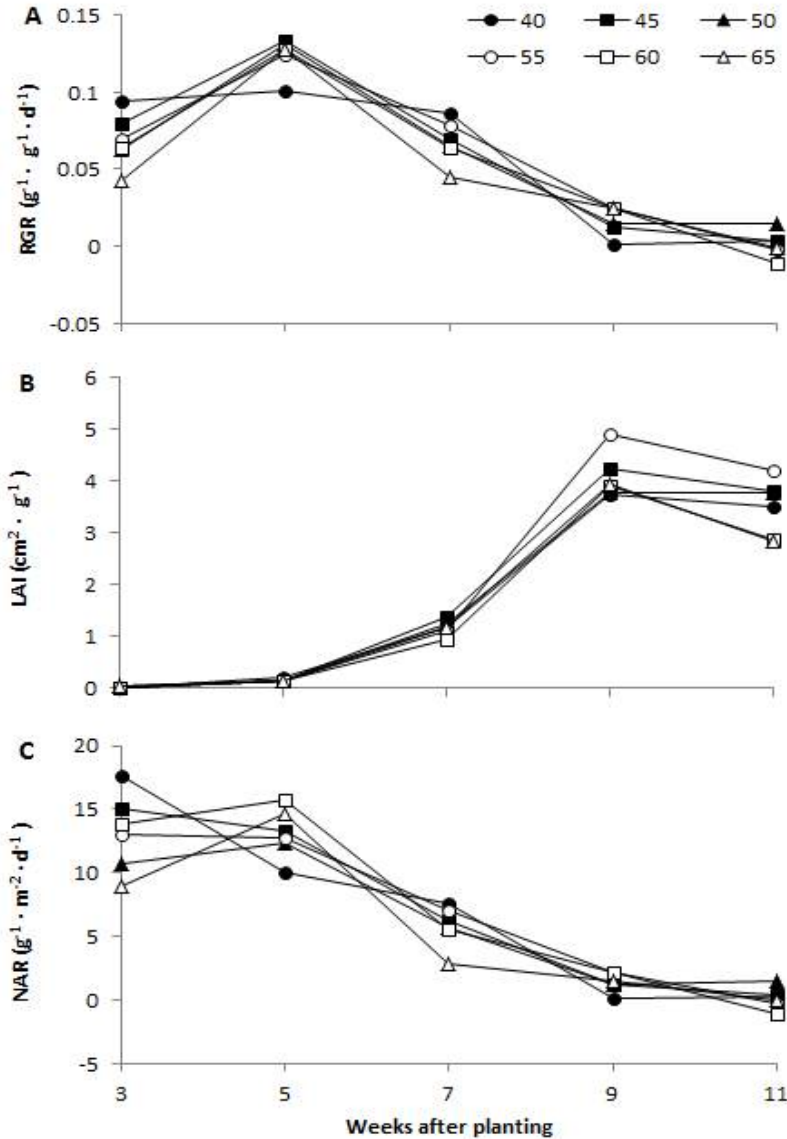 A
RGR (g⁻¹· g⁻¹·d⁻¹)
0.15
0.1
0.05
0
-0.05
40 45 50
55 60 65
B
LAI (cm²· g⁻¹ )
6
5
4
3
2
1
0
C
NAR (g⁻¹· m⁻²·d⁻¹)
20
15
10
5
0
-5
3 5 7 9 11
Weeks after planting